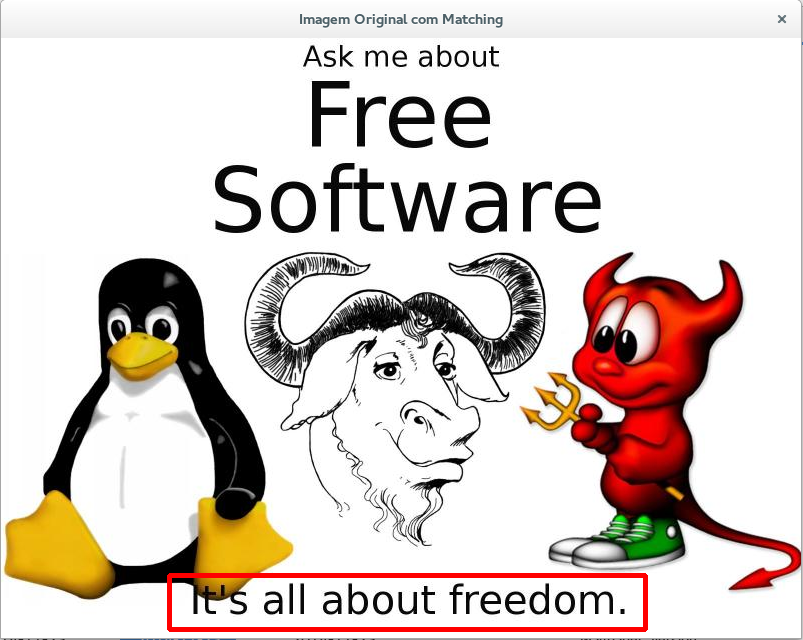 Imagem Original com Matching
Ask me about
Free
Software
It's all about freedom.